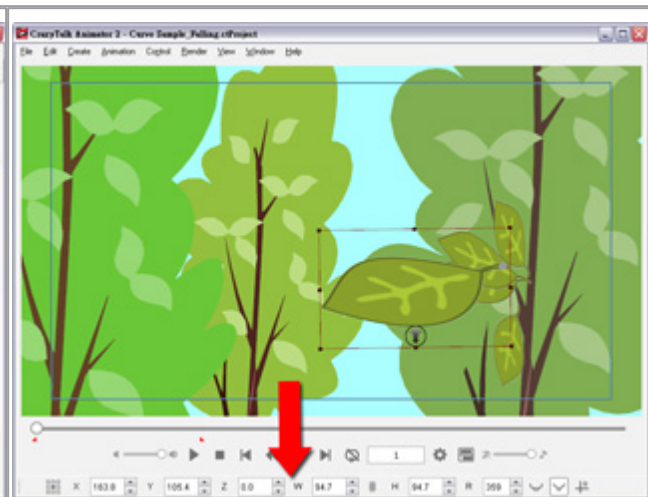 CrazyTalk Animator 2 - Curve Sample_Falling.ctProject
File Edit Create Animation Control Render View Window Help
1
X 163.8 Y 105.4 Z 0.0 W 94.7 H 94.7 R 359